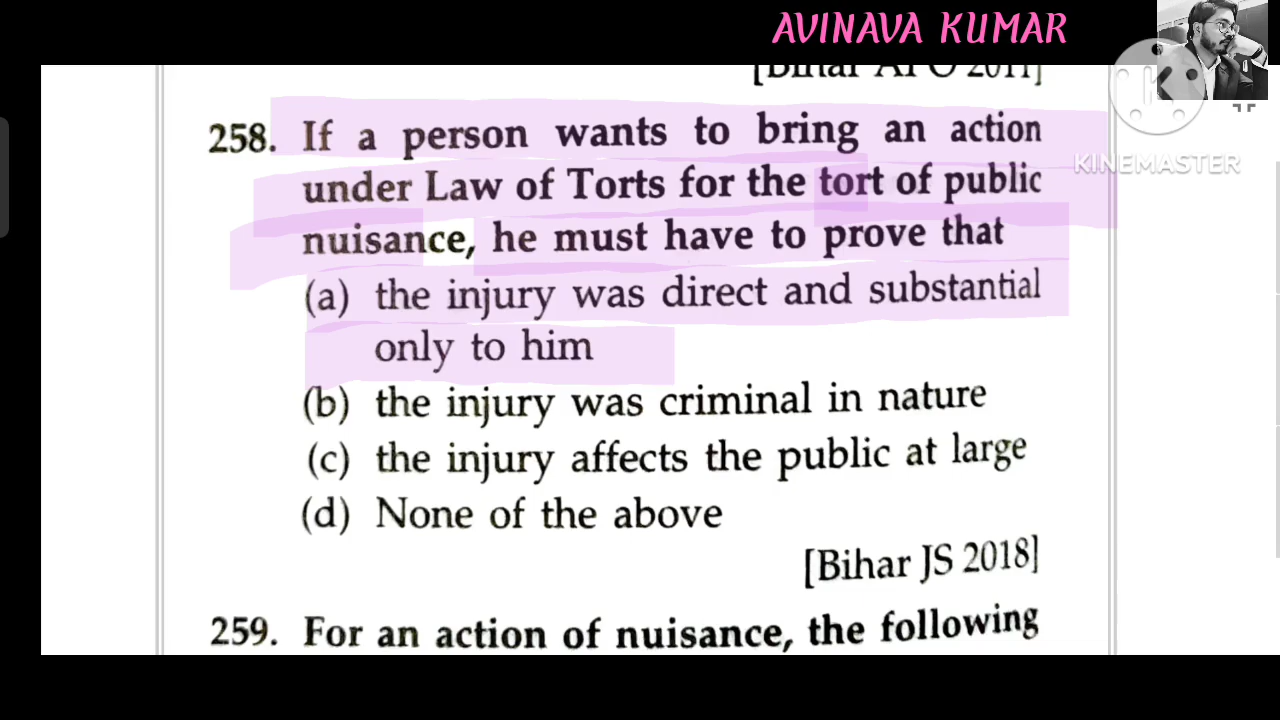 AVINAVA KUMAR
[Bihar APO 2011]
KINEMASTER
258. If a person wants to bring an action
under Law of Torts for the tort of public
nuisance, he must have to prove that
(a) the injury was direct and substantial
only to him
(b) the injury was criminal in nature
(c) the injury affects the public at large
(d) None of the above
[Bihar JS 2018]
259. For an action of nuisance, the following